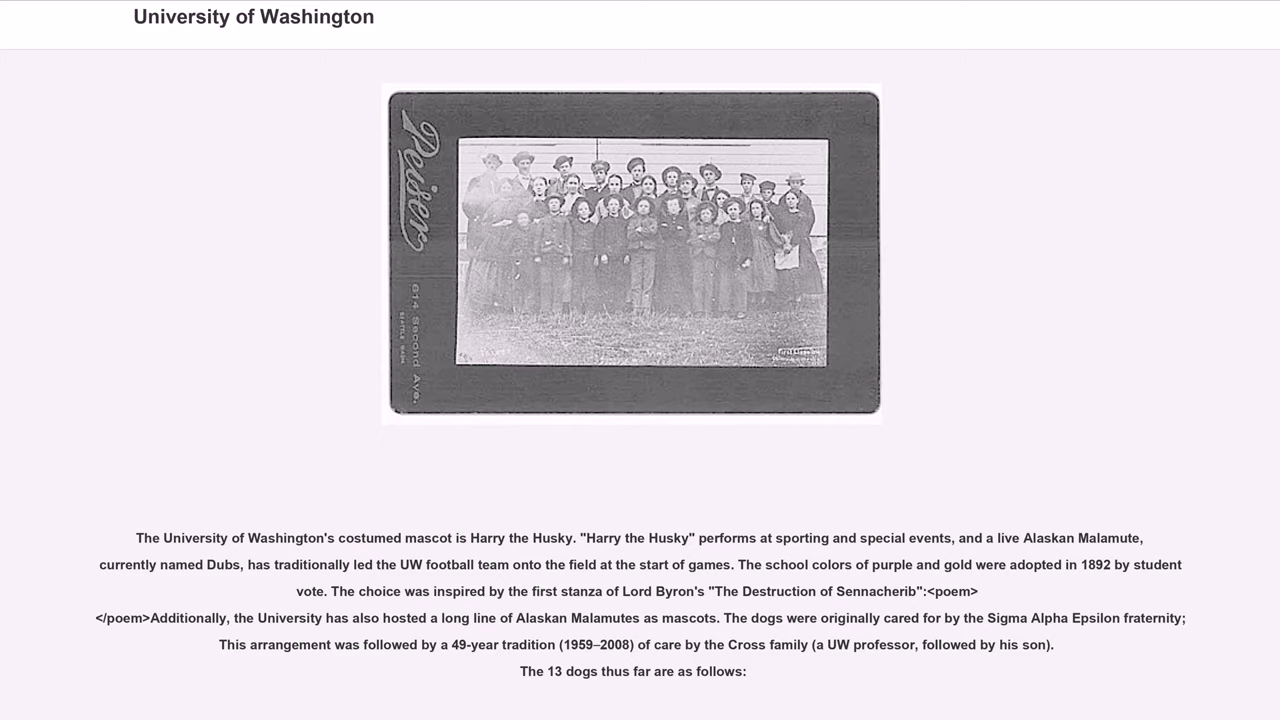 University of Washington
Peiser
614 Second Ave.
SEATTLE WASH
The University of Washington's costumed mascot is Harry the Husky. "Harry the Husky" performs at sporting and special events, and a live Alaskan Malamute,
currently named Dubs, has traditionally led the UW football team onto the field at the start of games. The school colors of purple and gold were adopted in 1892 by student
vote. The choice was inspired by the first stanza of Lord Byron's "The Destruction of Sennacherib":<poem>
</poem>Additionally, the University has also hosted a long line of Alaskan Malamutes as mascots. The dogs were originally cared for by the Sigma Alpha Epsilon fraternity;
This arrangement was followed by a 49-year tradition (1959–2008) of care by the Cross family (a UW professor, followed by his son).
The 13 dogs thus far are as follows: